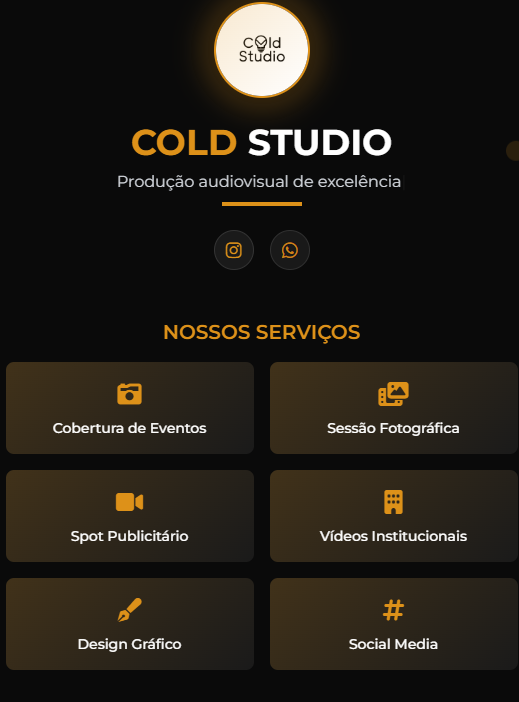 Cold
Studio
COLD STUDIO
Produção audiovisual de excelência
NOSSOS SERVIÇOS
Cobertura de Eventos
Sessão Fotográfica
Spot Publicitário
Vídeos Institucionais
Design Gráfico
Social Media